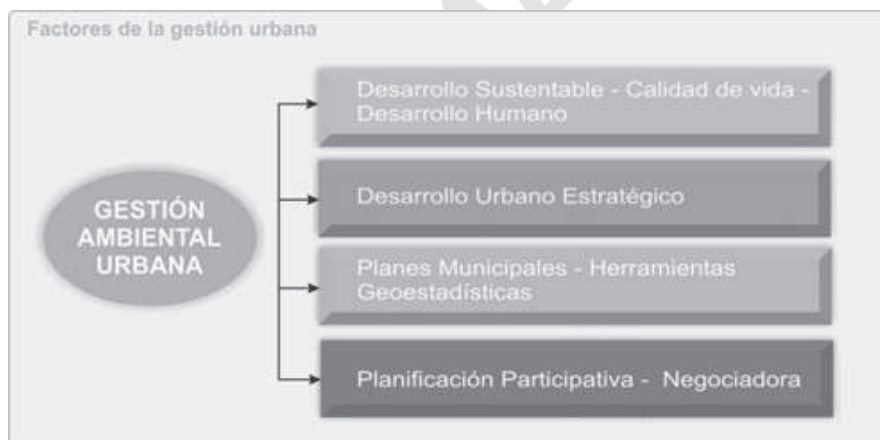 Factores de la gestión urbana
GESTIÓN
AMBIENTAL
URBANA
Desarrollo Sustentable - Calidad de vida -
Desarrollo Humano
Desarrollo Urbano Estratégico
Planes Municipales - Herramientas
Geoestadísticas
Planificación Participativa - Negociadora